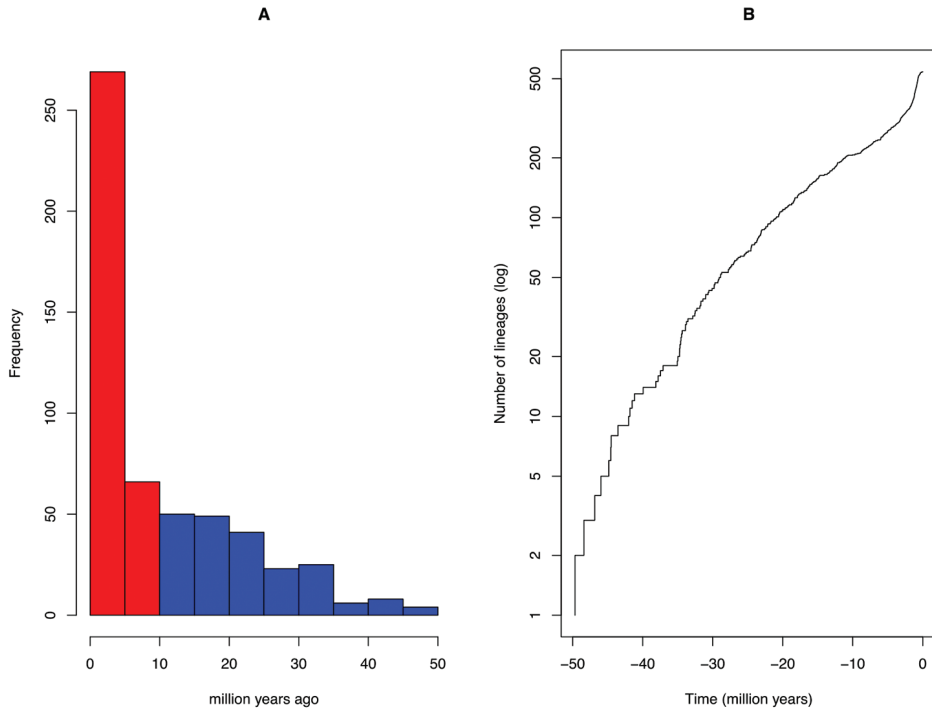 A
Frequency
0
50
100
150
200
250
0 10 20 30 40 50
million years ago
B
Number of lineages (log)
1
2
5
10
20
50
100
200
500
−50 −40 −30 −20 −10 0
Time (million years)